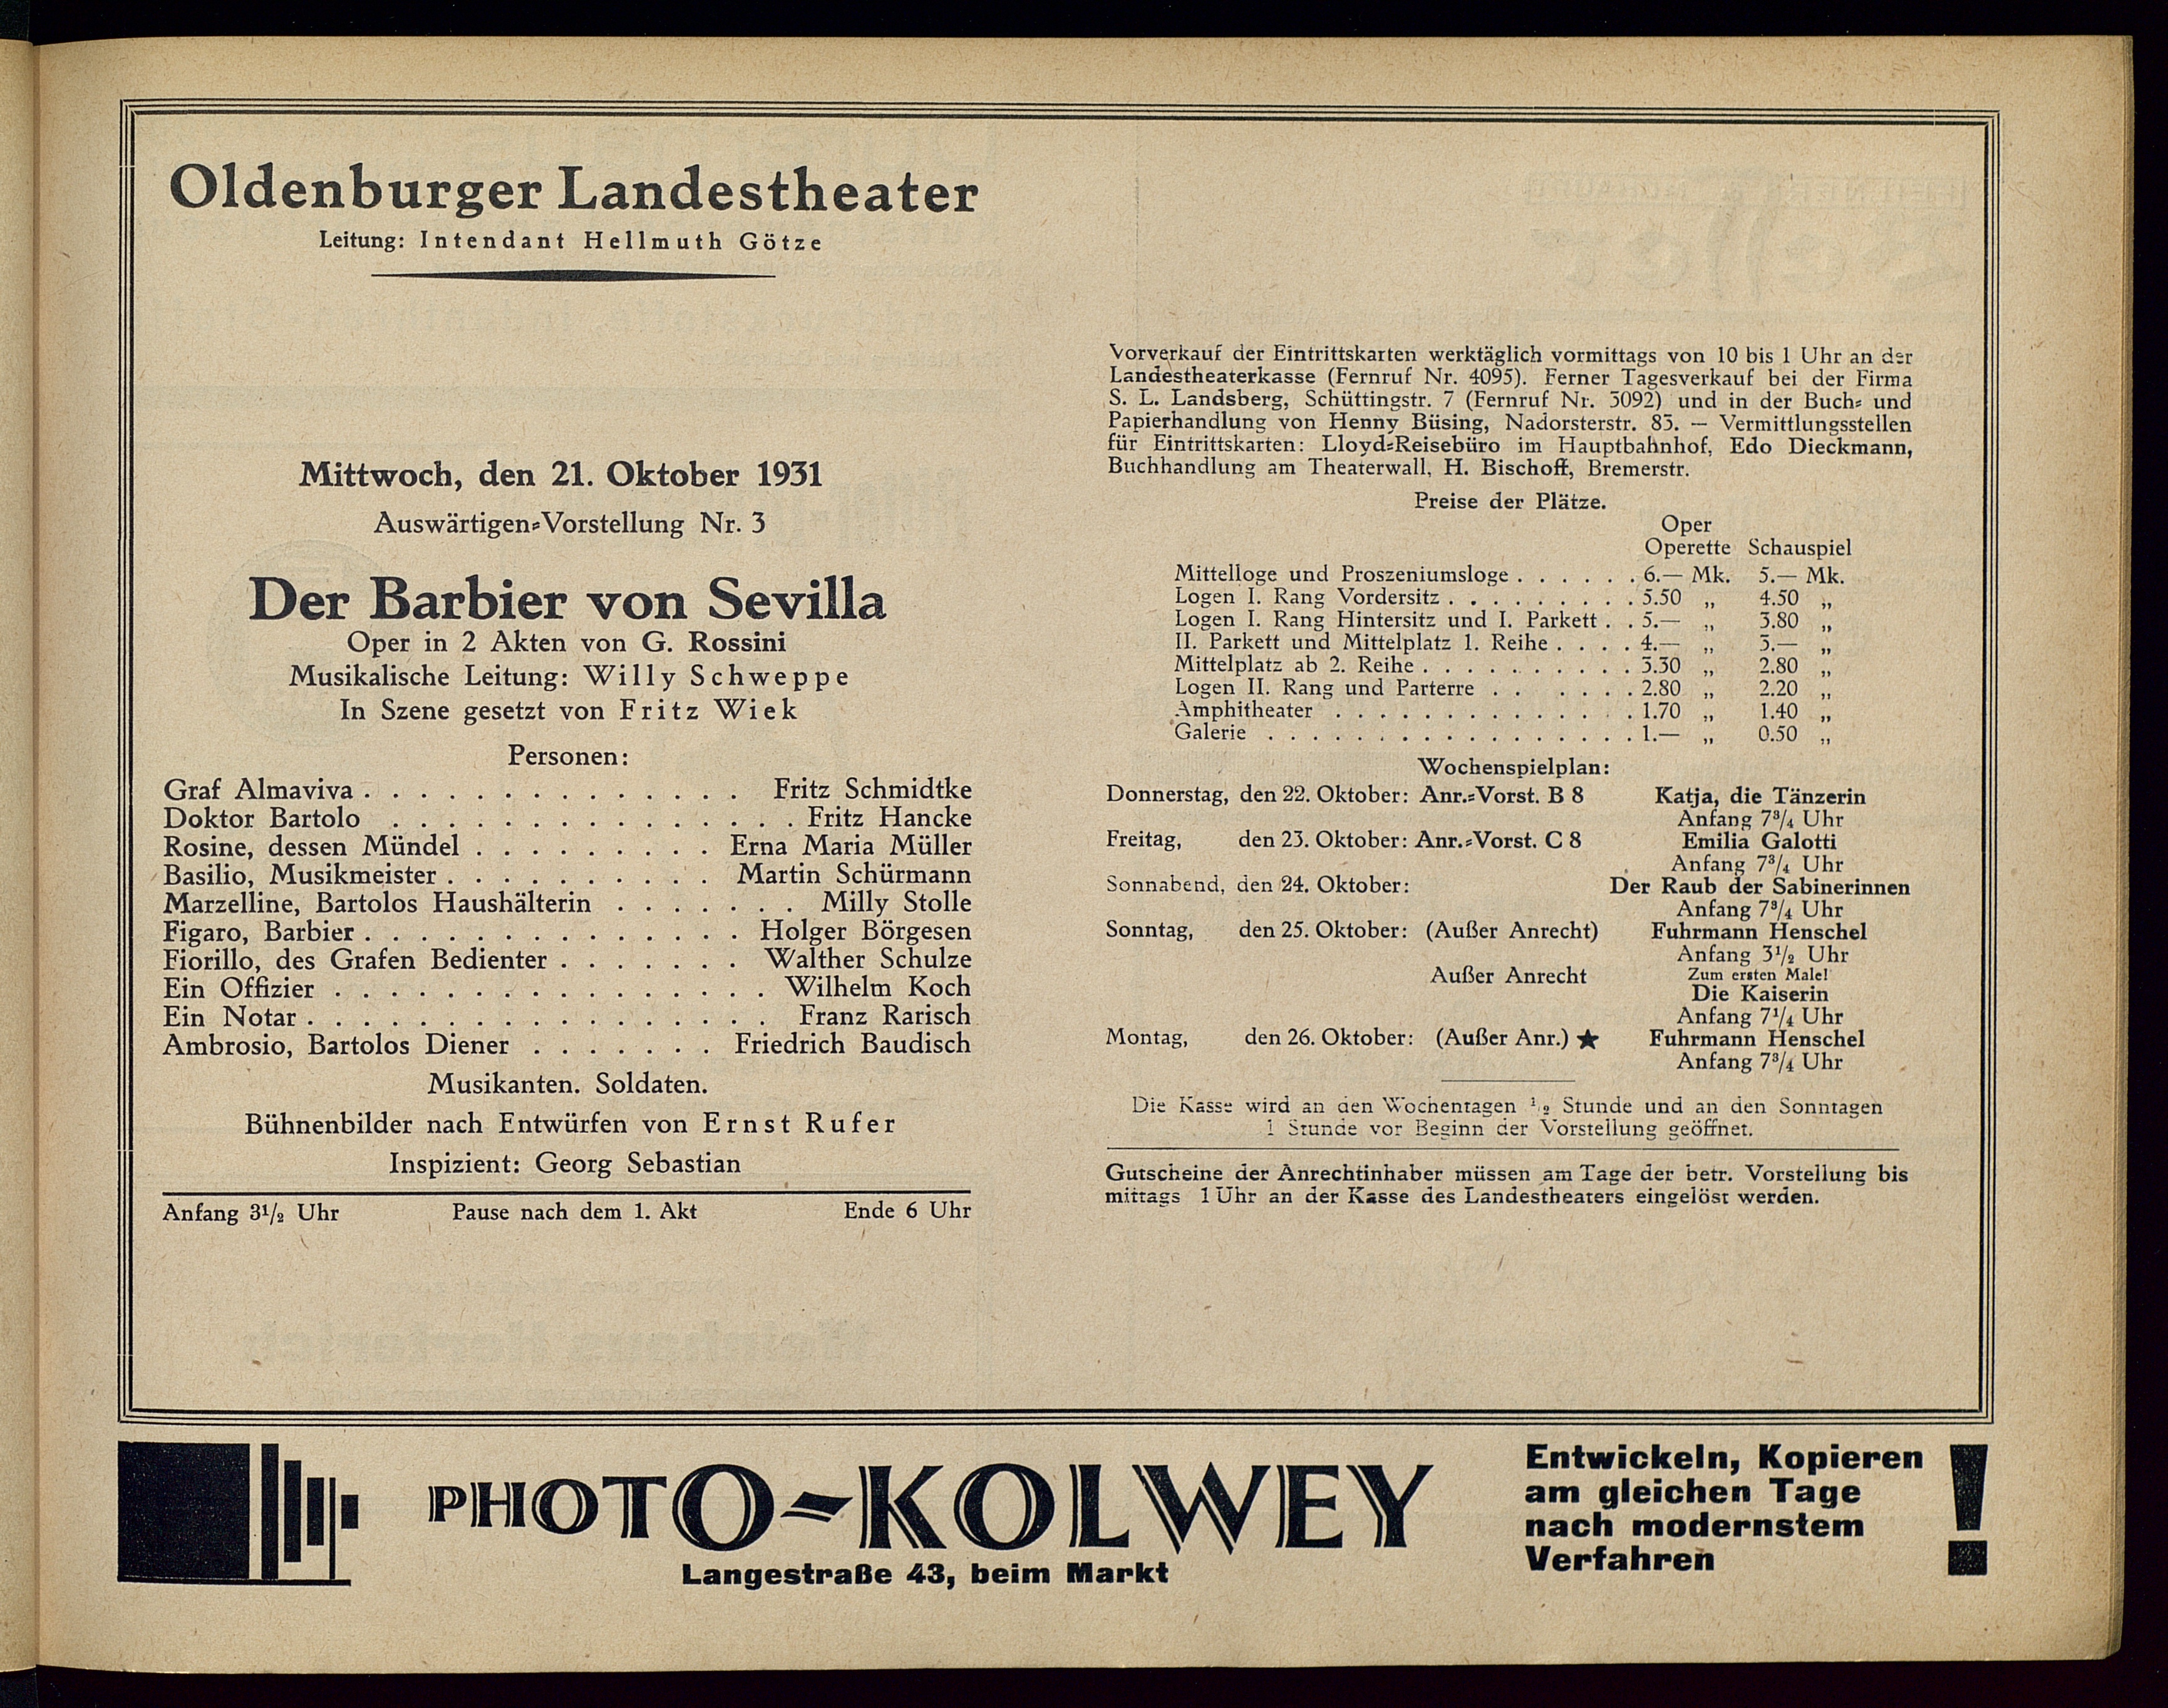 Oldenburger Landestheater
Leitung: Intendant Hellmuth Götze
Mittwoch, den 21. Oktober 1931
Auswärtigen-Vorstellung Nr. 3
Der Barbier von Sevilla
Oper in 2 Akten von G. Rossini
Musikalische Leitung: Willy Schweppe
In Szene gesetzt von Fritz Wiek
Personen:
Graf Almaviva . . . . . . . . . . . . . . Fritz Schmidtke
Doktor Bartolo . . . . . . . . . . . . . . . Fritz Hancke
Rosine, dessen Mündel . . . . . . . . . Erna Maria Müller
Basilio, Musikmeister . . . . . . . . . . Martin Schürmann
Marzelline, Bartolos Haushälterin . . . . . . . Milly Stolle
Figaro, Barbier . . . . . . . . . . . . . . Holger Börgesen
Fiorillo, des Grafen Bedienter . . . . . . . Walther Schulze
Ein Offizier . . . . . . . . . . . . . . . . Wilhelm Koch
Ein Notar . . . . . . . . . . . . . . . . . Franz Rarisch
Ambrosio, Bartolos Diener . . . . . . . Friedrich Baudisch
Musikanten. Soldaten.
Bühnenbilder nach Entwürfen von Ernst Rufer
Inspizient: Georg Sebastian
Anfang 3½ Uhr Pause nach dem 1. Akt Ende 6 Uhr
Vorverkauf der Eintrittskarten werktäglich vormittags von 10 bis 1 Uhr an der
Landestheaterkasse (Fernruf Nr. 4095). Ferner Tagesverkauf bei der Firma
S. L. Landsberg, Schüttingstr. 7 (Fernruf Nr. 3092) und in der Buch- und
Papierhandlung von Henny Büsing, Nadorsterstr. 83. — Vermittlungsstellen
für Eintrittskarten: Lloyd-Reisebüro im Hauptbahnhof, Edo Dieckmann,
Buchhandlung am Theaterwall, H. Bischoff, Bremerstr.
Preise der Plätze.
Oper
Operette Schauspiel
Mittelloge und Proszeniumsloge . . . . . . 6.— Mk. 5.— Mk.
Logen I. Rang Vordersitz . . . . . . . . . . 5.50 „ 4.50 „
Logen I. Rang Hintersitz und I. Parkett . . 5.— „ 3.80 „
II. Parkett und Mittelplatz 1. Reihe . . . . 4.— „ 3.— „
Mittelplatz ab 2. Reihe . . . . . . . . . . . 3.30 „ 2.80 „
Logen II. Rang und Parterre . . . . . . . 2.80 „ 2.20 „
Amphitheater . . . . . . . . . . . . . . . 1.70 „ 1.40 „
Galerie . . . . . . . . . . . . . . . . . . 1.— „ 0.50 „
Wochenspielplan:
Donnerstag, den 22. Oktober: Anr.-Vorst. B 8 Katja, die Tänzerin
Anfang 7¾ Uhr
Freitag, den 23. Oktober: Anr.-Vorst. C 8 Emilia Galotti
Anfang 7¾ Uhr
Sonnabend, den 24. Oktober: Der Raub der Sabinerinnen
Anfang 7¾ Uhr
Sonntag, den 25. Oktober: (Außer Anrecht) Fuhrmann Henschel
Anfang 3½ Uhr
Außer Anrecht Zum ersten Male!
Die Kaiserin
Anfang 7¼ Uhr
Montag, den 26. Oktober: (Außer Anr.) ★ Fuhrmann Henschel
Anfang 7¾ Uhr
Die Kasse wird an den Wochentagen ½ Stunde und an den Sonntagen
1 Stunde vor Beginn der Vorstellung geöffnet.
Gutscheine der Anrechtinhaber müssen am Tage der betr. Vorstellung bis
mittags 1 Uhr an der Kasse des Landestheaters eingelöst werden.
PHOTO-KOLWEY
Langestraße 43, beim Markt
Entwickeln, Kopieren
am gleichen Tage
nach modernstem
Verfahren !